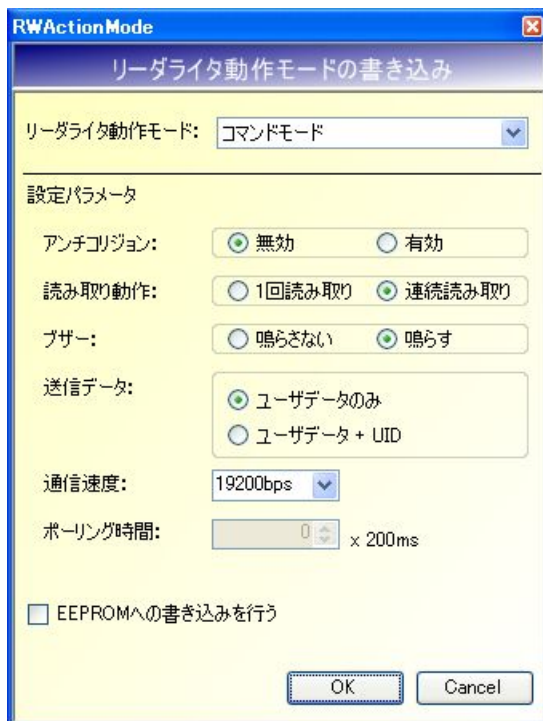 RWActionMode
リーダライタ動作モードの書き込み
リーダライタ動作モード: コマンドモード
設定パラメータ
アンチコリジョン: 無効 有効
読み取り動作: 1回読み取り 連続読み取り
ブザー: 鳴らさない 鳴らす
送信データ: ユーザデータのみ
ユーザデータ + UID
通信速度: 19200bps
ポーリング時間: 0 x 200ms
EEPROMへの書き込みを行う
OK Cancel